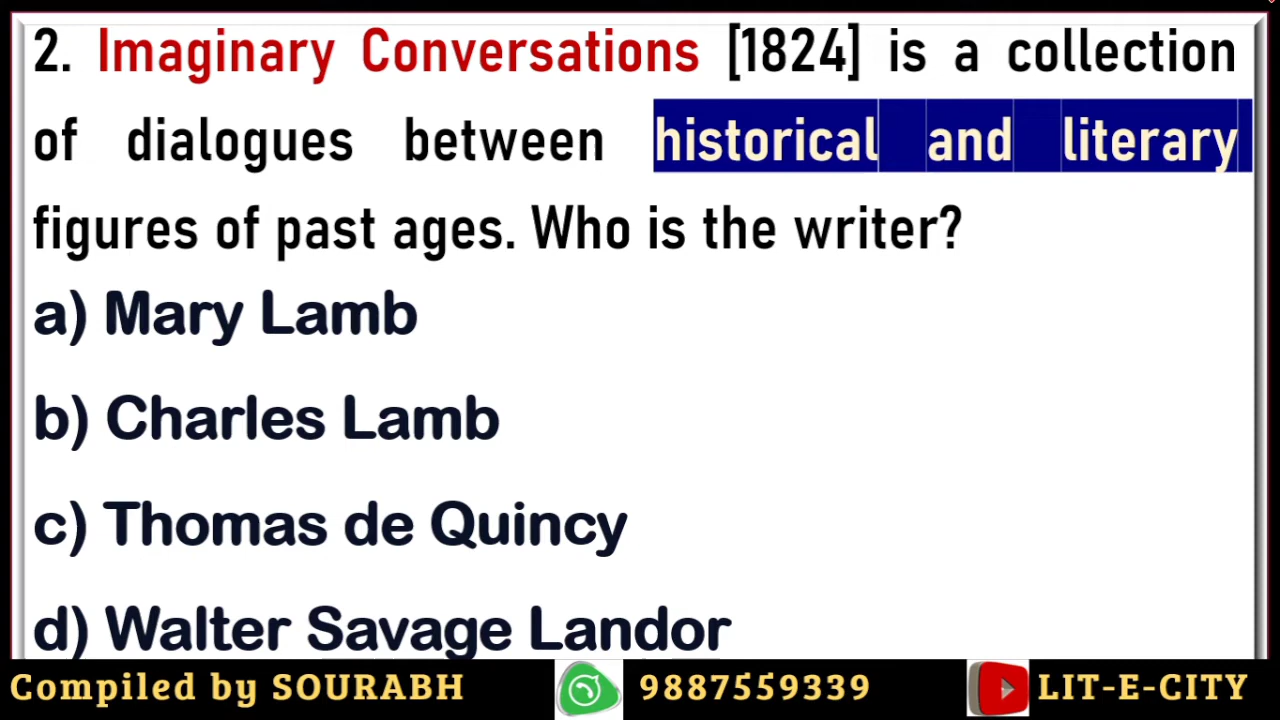 2. Imaginary Conversations [1824] is a collection
of dialogues between historical and literary
figures of past ages. Who is the writer?
a) Mary Lamb
b) Charles Lamb
c) Thomas de Quincy
d) Walter Savage Landor
Compiled by SOURABH 9887559339 LIT-E-CITY